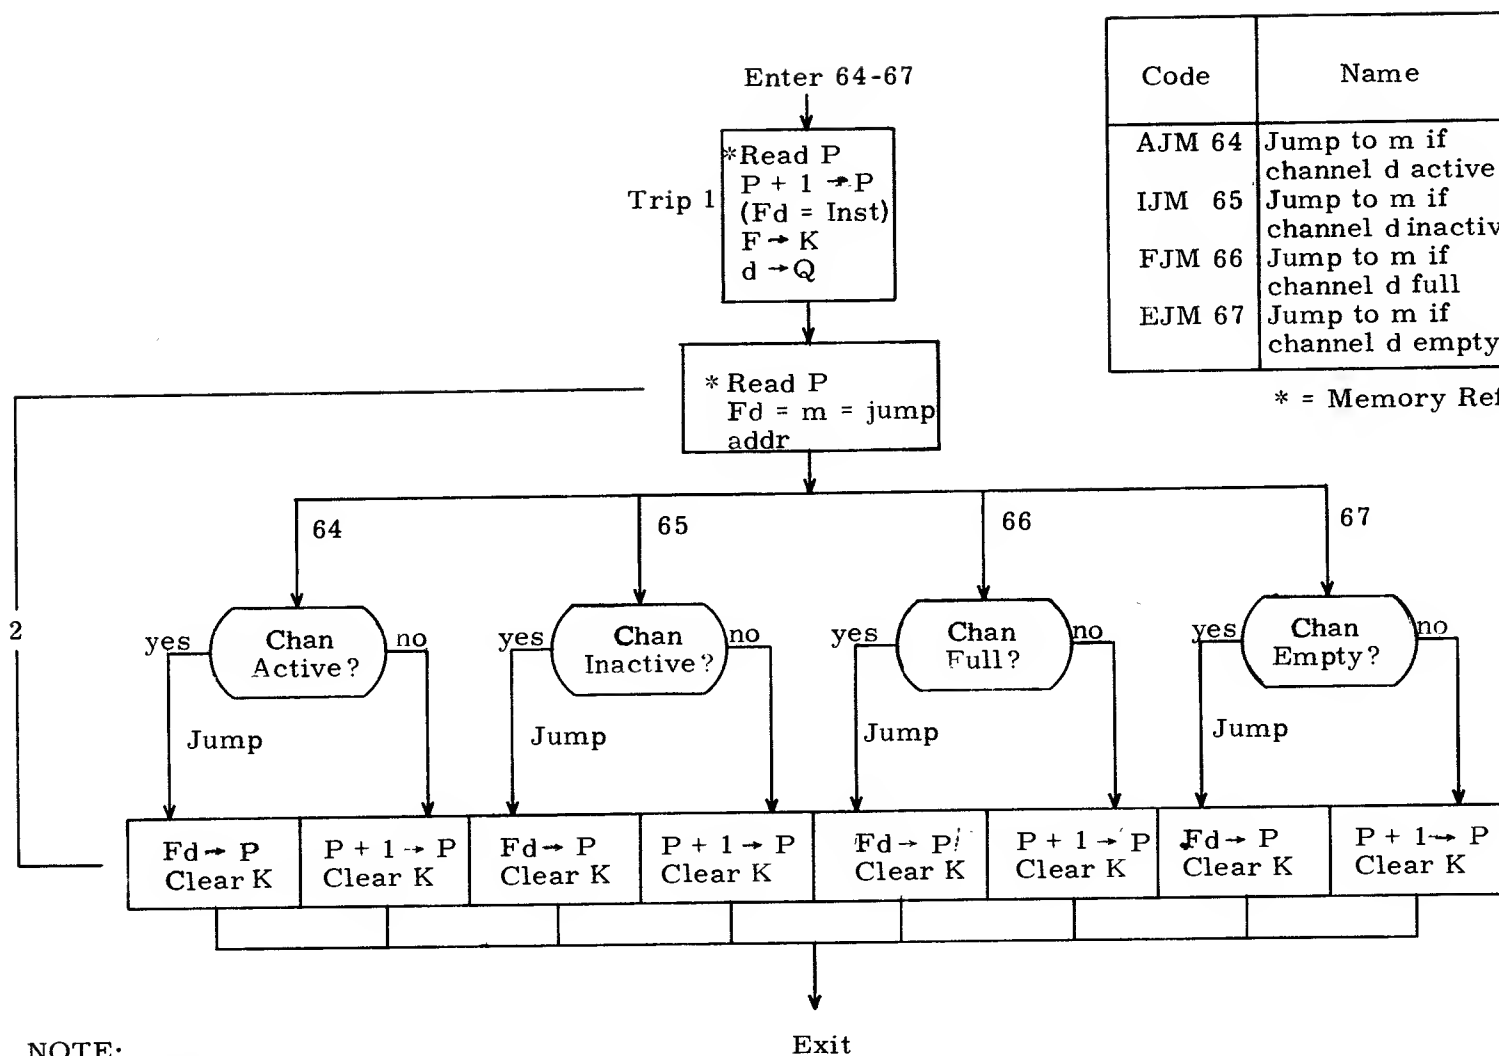 Enter 64-67
*Read P
P + 1 → P
(Fd = Inst)
F → K
d → Q
Trip 1
Code Name
AJM 64 Jump to m if
channel d active
IJM 65 Jump to m if
channel d inactiv
FJM 66 Jump to m if
channel d full
EJM 67 Jump to m if
channel d empty
* = Memory Ref
* Read P
Fd = m = jump
addr
2
64 65 66 67
yes Chan Active? no
yes Chan Inactive? no
yes Chan Full? no
yes Chan Empty? no
Jump Jump Jump Jump
Fd → P
Clear K
P + 1 → P
Clear K
Fd → P
Clear K
P + 1 → P
Clear K
Fd → P
Clear K
P + 1 → P
Clear K
Fd → P
Clear K
P + 1 → P
Clear K
Exit
NOTE: